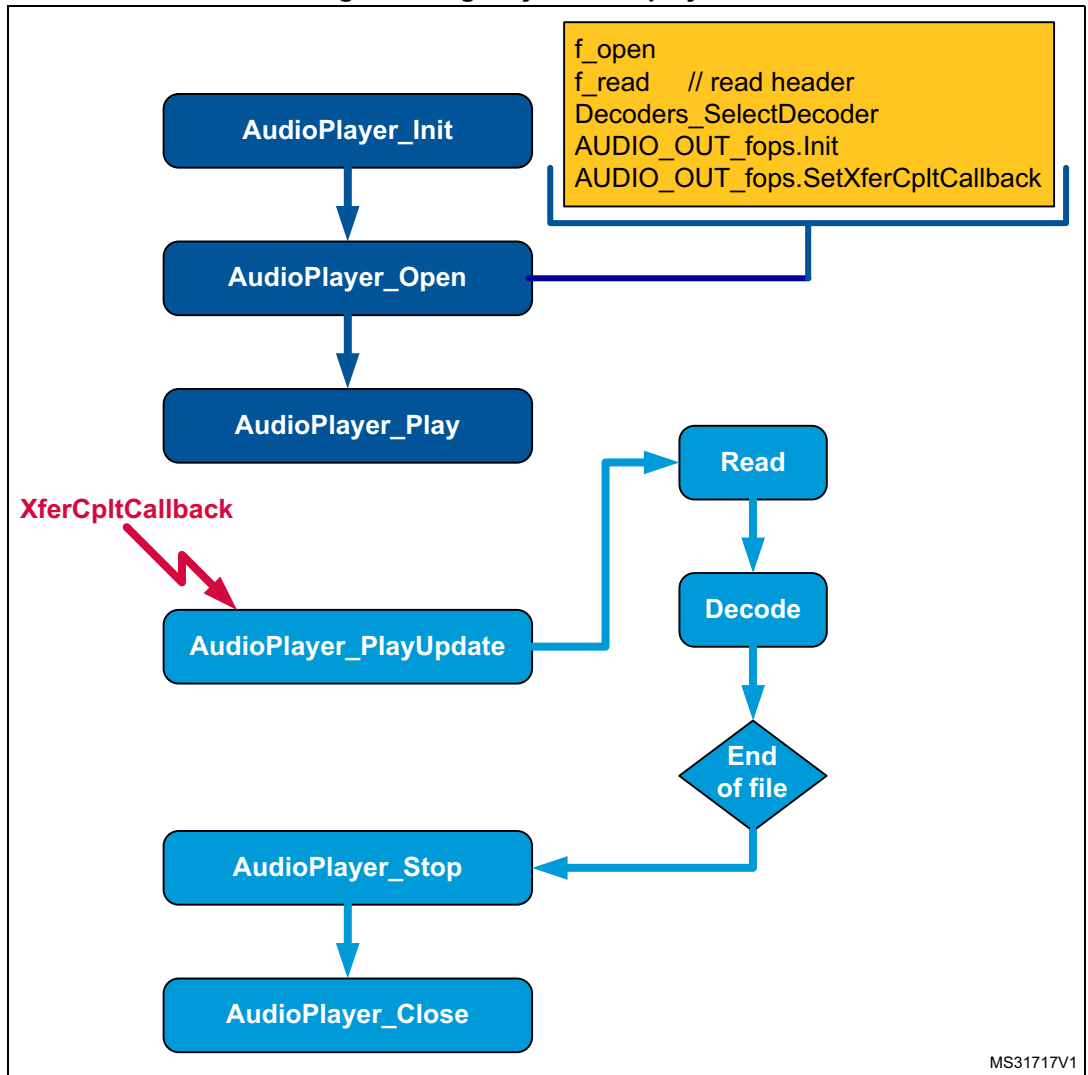 f_open
f_read // read header
Decoders_SelectDecoder
AUDIO_OUT_fops.Init
AUDIO_OUT_fops.SetXferCpltCallback
AudioPlayer_Init
AudioPlayer_Open
AudioPlayer_Play
Read
XferCpltCallback
Decode
AudioPlayer_PlayUpdate
End
of file
AudioPlayer_Stop
AudioPlayer_Close
MS31717V1